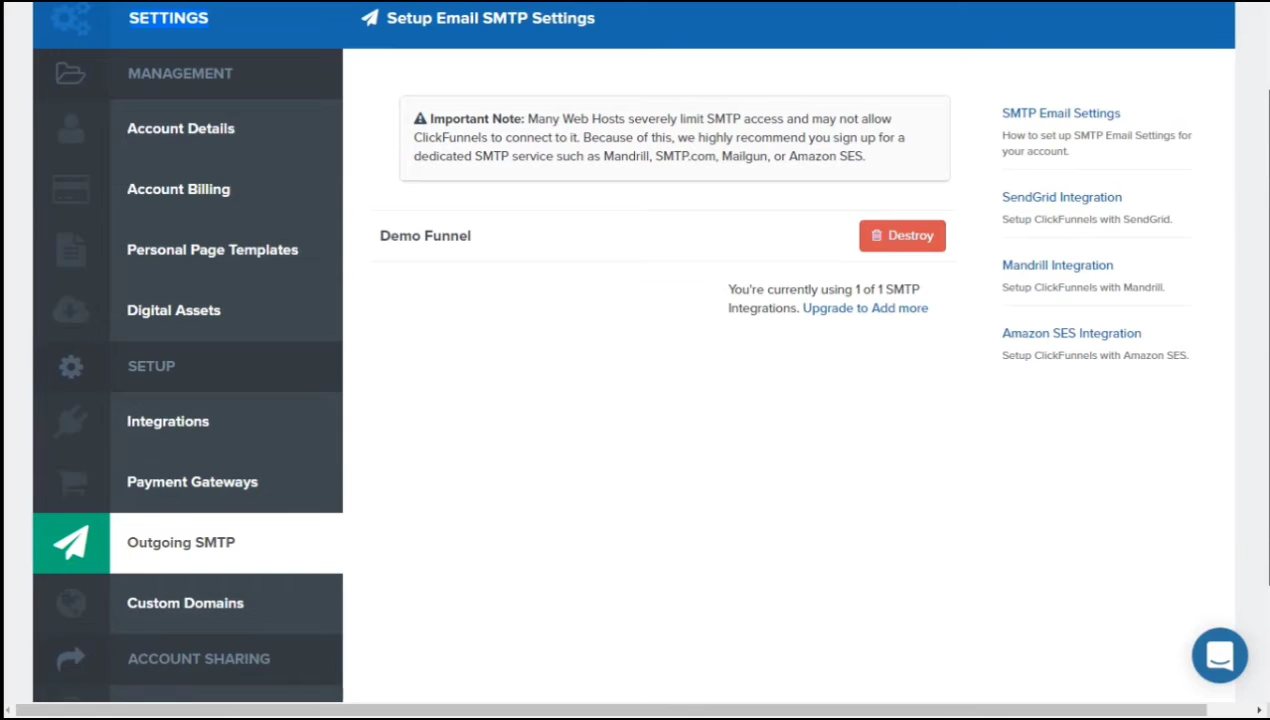 SETTINGS
Setup Email SMTP Settings
MANAGEMENT
Account Details
Account Billing
Personal Page Templates
Digital Assets
SETUP
Integrations
Payment Gateways
Outgoing SMTP
Custom Domains
ACCOUNT SHARING
Important Note: Many Web Hosts severely limit SMTP access and may not allow
ClickFunnels to connect to it. Because of this, we highly recommend you sign up for a
dedicated SMTP service such as Mandrill, SMTP.com, Mailgun, or Amazon SES.
Demo Funnel
Destroy
You're currently using 1 of 1 SMTP
Integrations. Upgrade to Add more
SMTP Email Settings
How to set up SMTP Email Settings for
your account.
SendGrid Integration
Setup ClickFunnels with SendGrid.
Mandrill Integration
Setup ClickFunnels with Mandrill.
Amazon SES Integration
Setup ClickFunnels with Amazon SES.